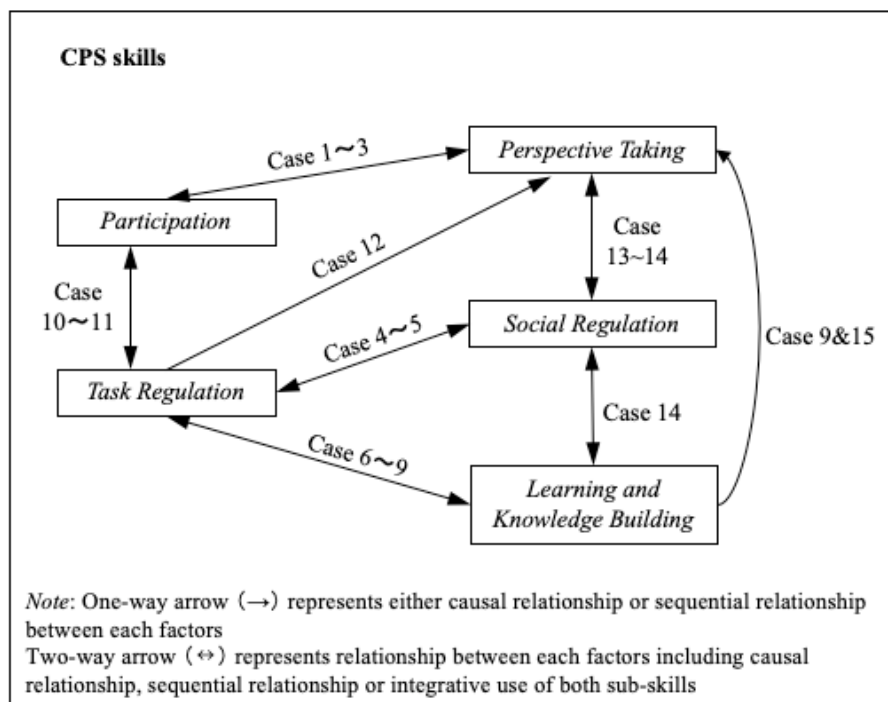 CPS skills
Case 1～3
Perspective Taking
Participation
Case 12
Case
13~14
Case
10～11
Case 4～5
Social Regulation
Case 9&15
Task Regulation
Case 14
Case 6～9
Learning and
Knowledge Building
Note: One-way arrow (→) represents either causal relationship or sequential relationship
between each factors
Two-way arrow (↔) represents relationship between each factors including causal
relationship, sequential relationship or integrative use of both sub-skills